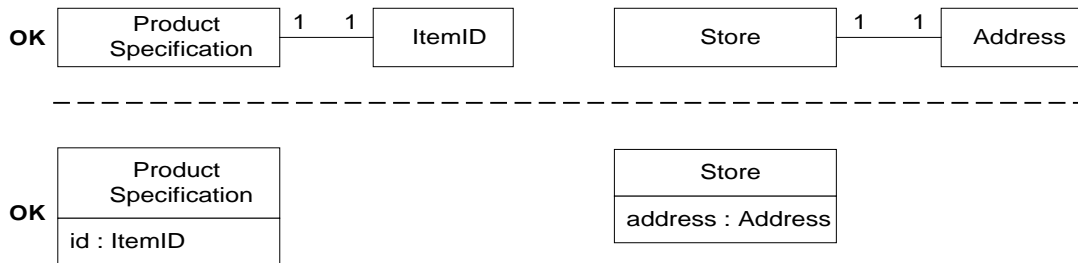 OK
Product
Specification
1 1
ItemID
Store
1 1
Address
OK
Product
Specification
id : ItemID
Store
address : Address